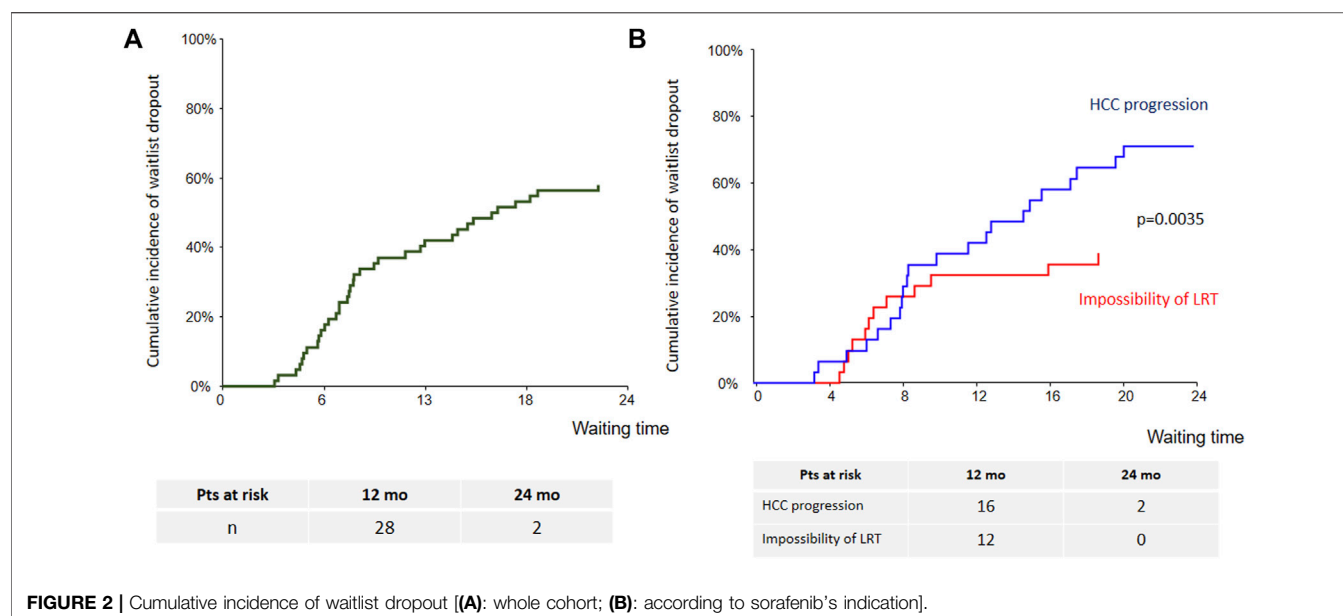 A
100%
80%
60%
40%
20%
0%
Cumulative incidence of waitlist dropout
0 6 13 18 24
Waiting time
Pts at risk 12 mo 24 mo
n 28 2
B
100%
80%
60%
40%
20%
0%
Cumulative incidence of waitlist dropout
HCC progression
p=0.0035
Impossibility of LRT
0 4 8 12 16 20 24
Waiting time
Pts at risk 12 mo 24 mo
HCC progression 16 2
Impossibility of LRT 12 0
FIGURE 2 | Cumulative incidence of waitlist dropout [(A): whole cohort; (B): according to sorafenib's indication].